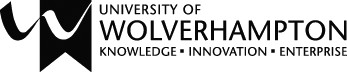 UNIVERSITY OF
WOLVERHAMPTON
KNOWLEDGE ▪ INNOVATION ▪ ENTERPRISE